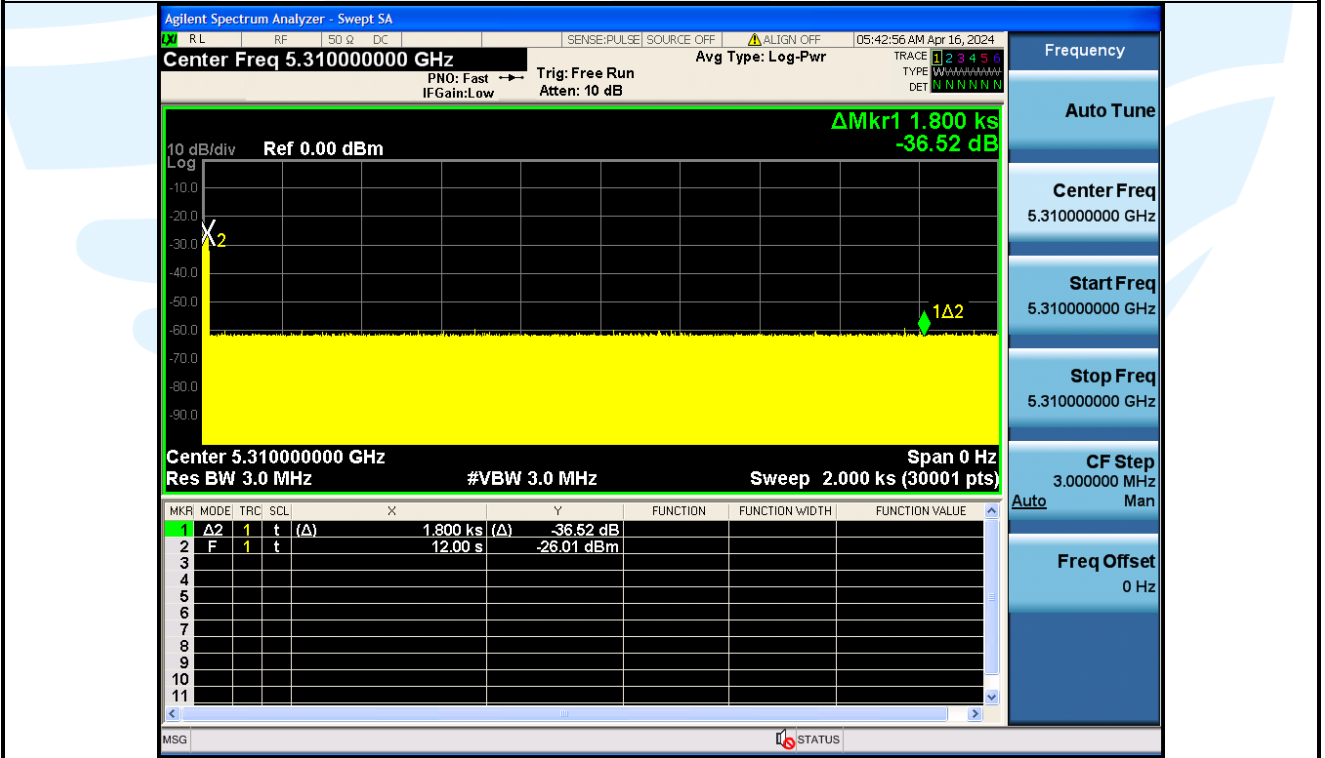 Agilent Spectrum Analyzer - Swept SA
LXI RL RF 50 Ω DC SENSE:PULSE SOURCE OFF ALIGN OFF 05:42:56 AM Apr 16, 2024
Center Freq 5.310000000 GHz
PNO: Fast
IFGain:Low
Trig: Free Run
Atten: 10 dB
Avg Type: Log-Pwr
TRACE 1 2 3 4 5 6
TYPE WWWWWW
DET N N N N N N
ΔMkr1 1.800 ks
-36.52 dB
10 dB/div Ref 0.00 dBm
Log
-10.0
-20.0
-30.0
-40.0
-50.0
-60.0
-70.0
-80.0
-90.0
X2
1Δ2
Center 5.310000000 GHz Span 0 Hz
Res BW 3.0 MHz #VBW 3.0 MHz Sweep 2.000 ks (30001 pts)
MKR MODE TRC SCL X Y FUNCTION FUNCTION WIDTH FUNCTION VALUE
1 Δ2 1 t (Δ) 1.800 ks (Δ) -36.52 dB
2 F 1 t 12.00 s -26.01 dBm
3
4
5
6
7
8
9
10
11
MSG STATUS
Frequency
Auto Tune
Center Freq
5.310000000 GHz
Start Freq
5.310000000 GHz
Stop Freq
5.310000000 GHz
CF Step
3.000000 MHz
Auto Man
Freq Offset
0 Hz